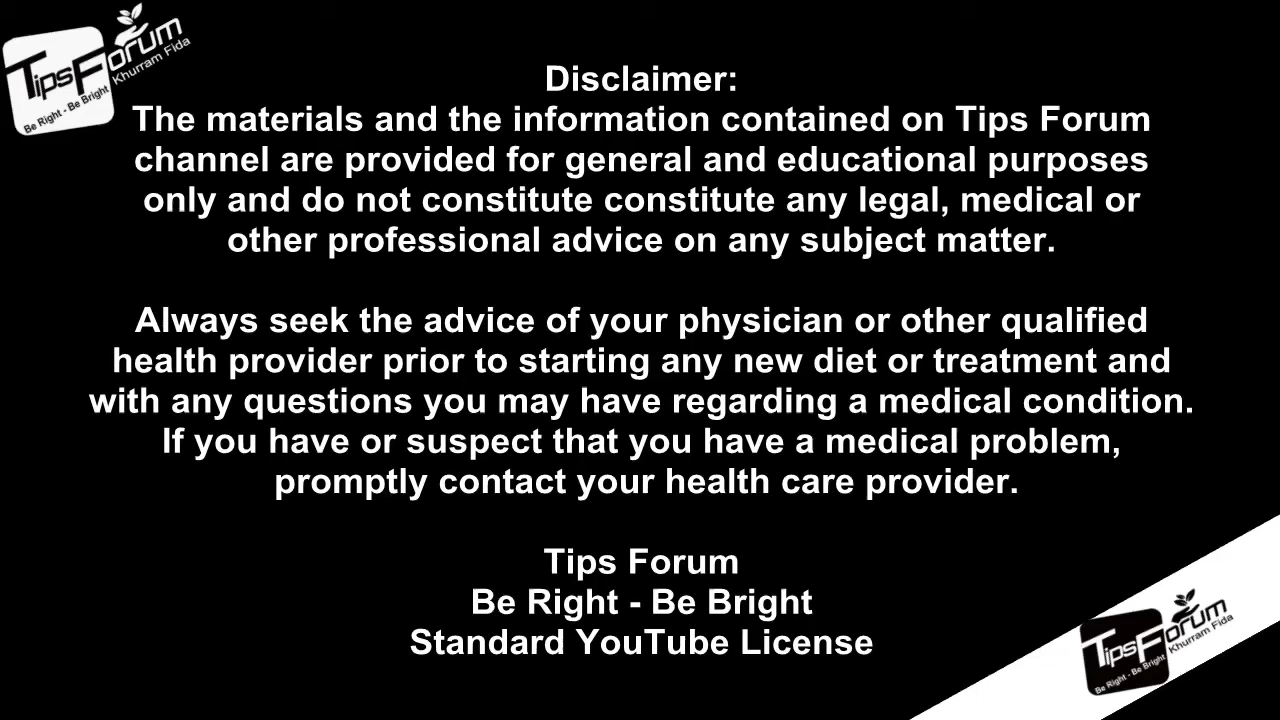 TipsForum
Khurram Fida
Be Right - Be Bright
Disclaimer:
The materials and the information contained on Tips Forum
channel are provided for general and educational purposes
only and do not constitute constitute any legal, medical or
other professional advice on any subject matter.
Always seek the advice of your physician or other qualified
health provider prior to starting any new diet or treatment and
with any questions you may have regarding a medical condition.
If you have or suspect that you have a medical problem,
promptly contact your health care provider.
Tips Forum
Be Right - Be Bright
Standard YouTube License
TipsForum
Khurram Fida
Be Right - Be Bright